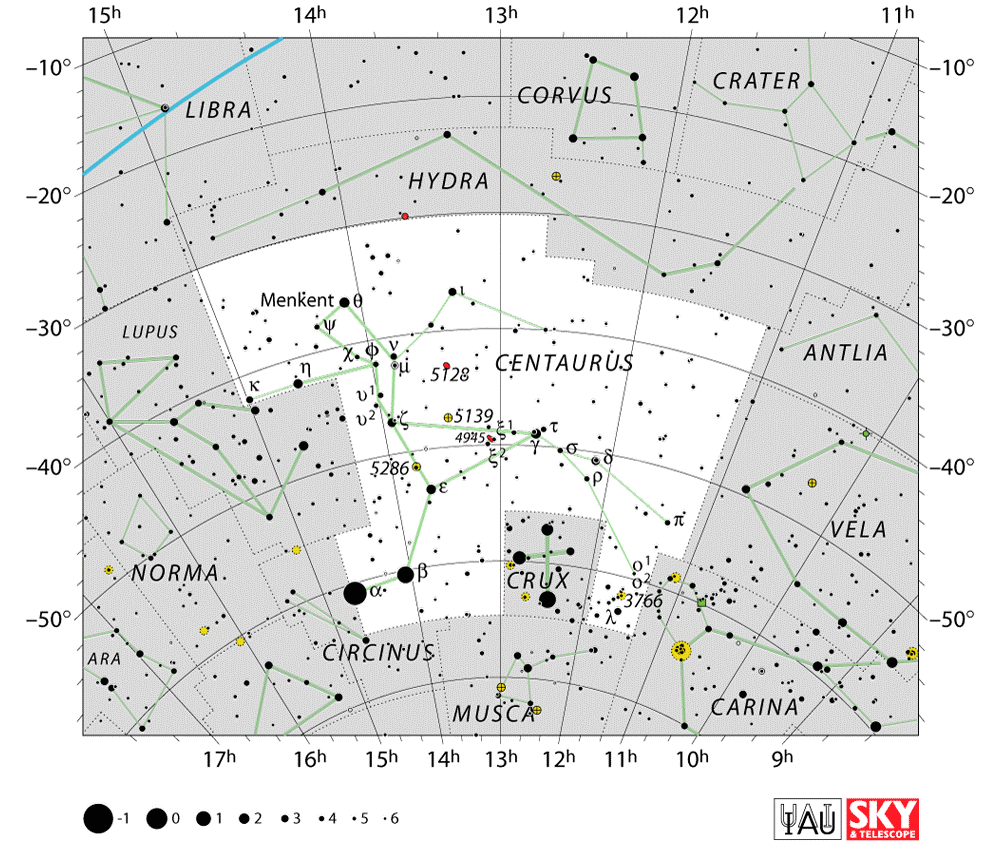 15h 14h 13h 12h 11h
−10° −10°
LIBRA CORVUS CRATER
−20° −20°
HYDRA
−30° −30°
Menkent θ ι
LUPUS ψ
ν CENTAURUS ANTLIA
χ φ μ
κ η 5128
υ1
υ2 ζ 5139 ξ1 τ
4945 γ
−40° ξ2 σ δ −40°
5286 ρ
ε
π
VELA
NORMA α β CRUX ο1
ο2
3766
−50° λ −50°
ARA CIRCINUS
MUSCA CARINA
17h 16h 15h 14h 13h 12h 11h 10h 9h
-1 0 1 2 3 4 5 6
IAU SKY
& TELESCOPE